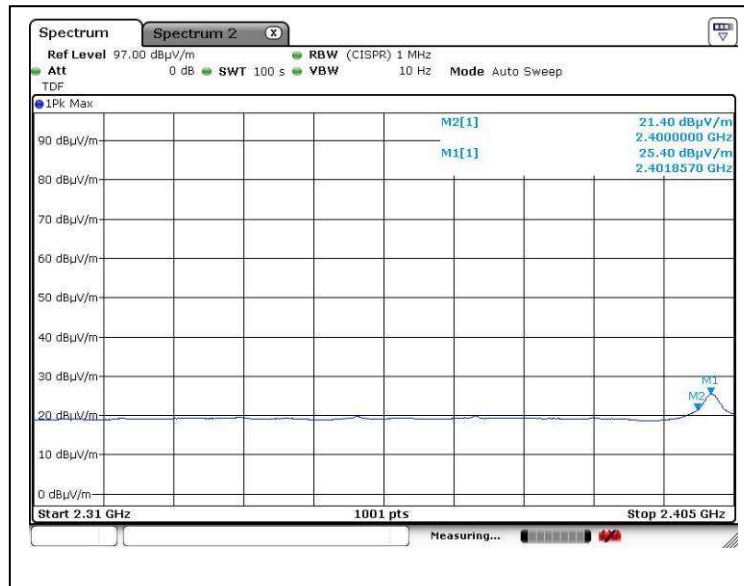 Spectrum Spectrum 2 X
Ref Level 97.00 dBµV/m RBW (CISPR) 1 MHz
Att 0 dB SWT 100 s VBW 10 Hz Mode Auto Sweep
TDF
1Pk Max
M2[1] 21.40 dBµV/m
2.4000000 GHz
90 dBµV/m
M1[1] 25.40 dBµV/m
2.4018570 GHz
80 dBµV/m
70 dBµV/m
60 dBµV/m
50 dBµV/m
40 dBµV/m
30 dBµV/m
M1
M2
20 dBµV/m
10 dBµV/m
0 dBµV/m
Start 2.31 GHz 1001 pts Stop 2.405 GHz
Measuring...